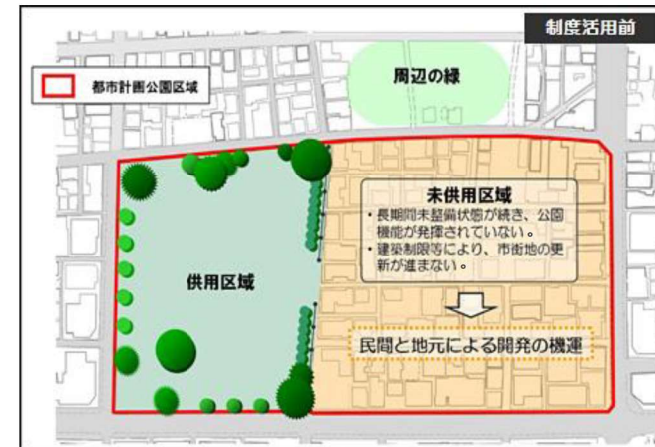 制度活用前
都市計画公園区域
周辺の緑
未供用区域
・長期間未整備状態が続き、公園
機能が発揮されていない。
・建築制限等により、市街地の更
新が進まない。
供用区域
民間と地元による開発の機運